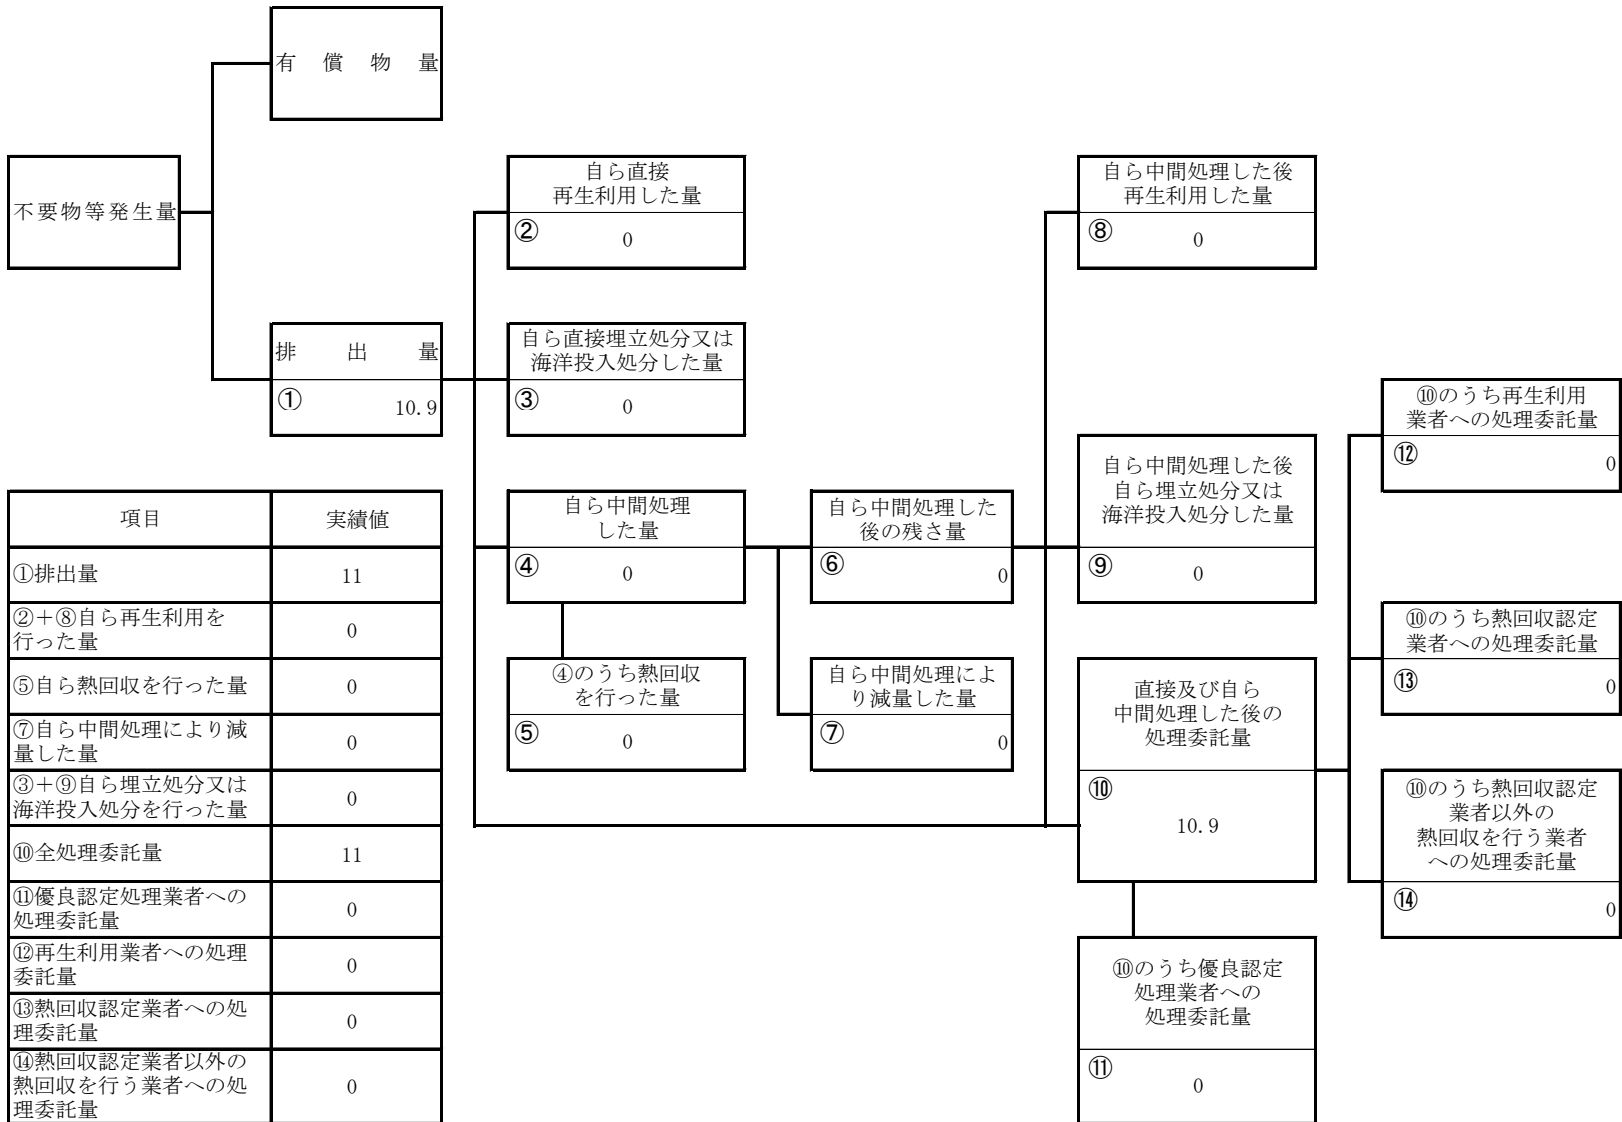 有償物量
不要物等発生量
排出量
①
10.9
自ら直接
再生利用した量
②
0
自ら直接埋立処分又は
海洋投入処分した量
③
0
自ら中間処理
した量
④
0
④のうち熱回収
を行った量
⑤
0
自ら中間処理した
後の残さ量
⑥
0
自ら中間処理によ
り減量した量
⑦
0
自ら中間処理した後
再生利用した量
⑧
0
自ら中間処理した後
自ら埋立処分又は
海洋投入処分した量
⑨
0
直接及び自ら
中間処理した後の
処理委託量
⑩
10.9
⑩のうち優良認定
処理業者への
処理委託量
⑪
0
⑩のうち再生利用
業者への処理委託量
⑫
0
⑩のうち熱回収認定
業者への処理委託量
⑬
0
⑩のうち熱回収認定
業者以外の
熱回収を行う業者
への処理委託量
⑭
0
項目 実績値
①排出量 11
②+⑧自ら再生利用を
行った量 0
⑤自ら熱回収を行った量 0
⑦自ら中間処理により減
量した量 0
③+⑨自ら埋立処分又は
海洋投入処分を行った量 0
⑩全処理委託量 11
⑪優良認定処理業者への
処理委託量 0
⑫再生利用業者への処理
委託量 0
⑬熱回収認定業者への処
理委託量 0
⑭熱回収認定業者以外の
熱回収を行う業者への処
理委託量 0